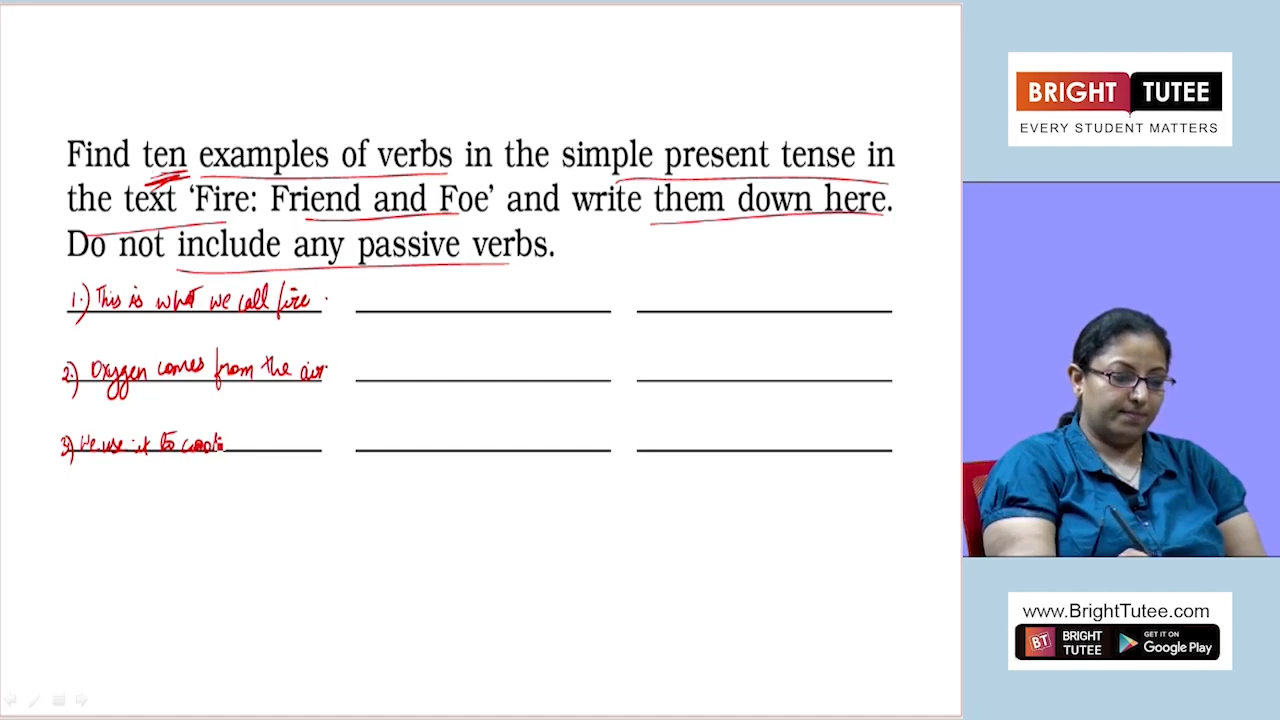 Find ten examples of verbs in the simple present tense in
the text ‘Fire: Friend and Foe’ and write them down here.
Do not include any passive verbs.
1.) This is what we call fire.
2.) Oxygen comes from the air.
3) We use it to cook
BRIGHT TUTEE
EVERY STUDENT MATTERS
www.BrightTutee.com
BT BRIGHT TUTEE
GET IT ON Google Play